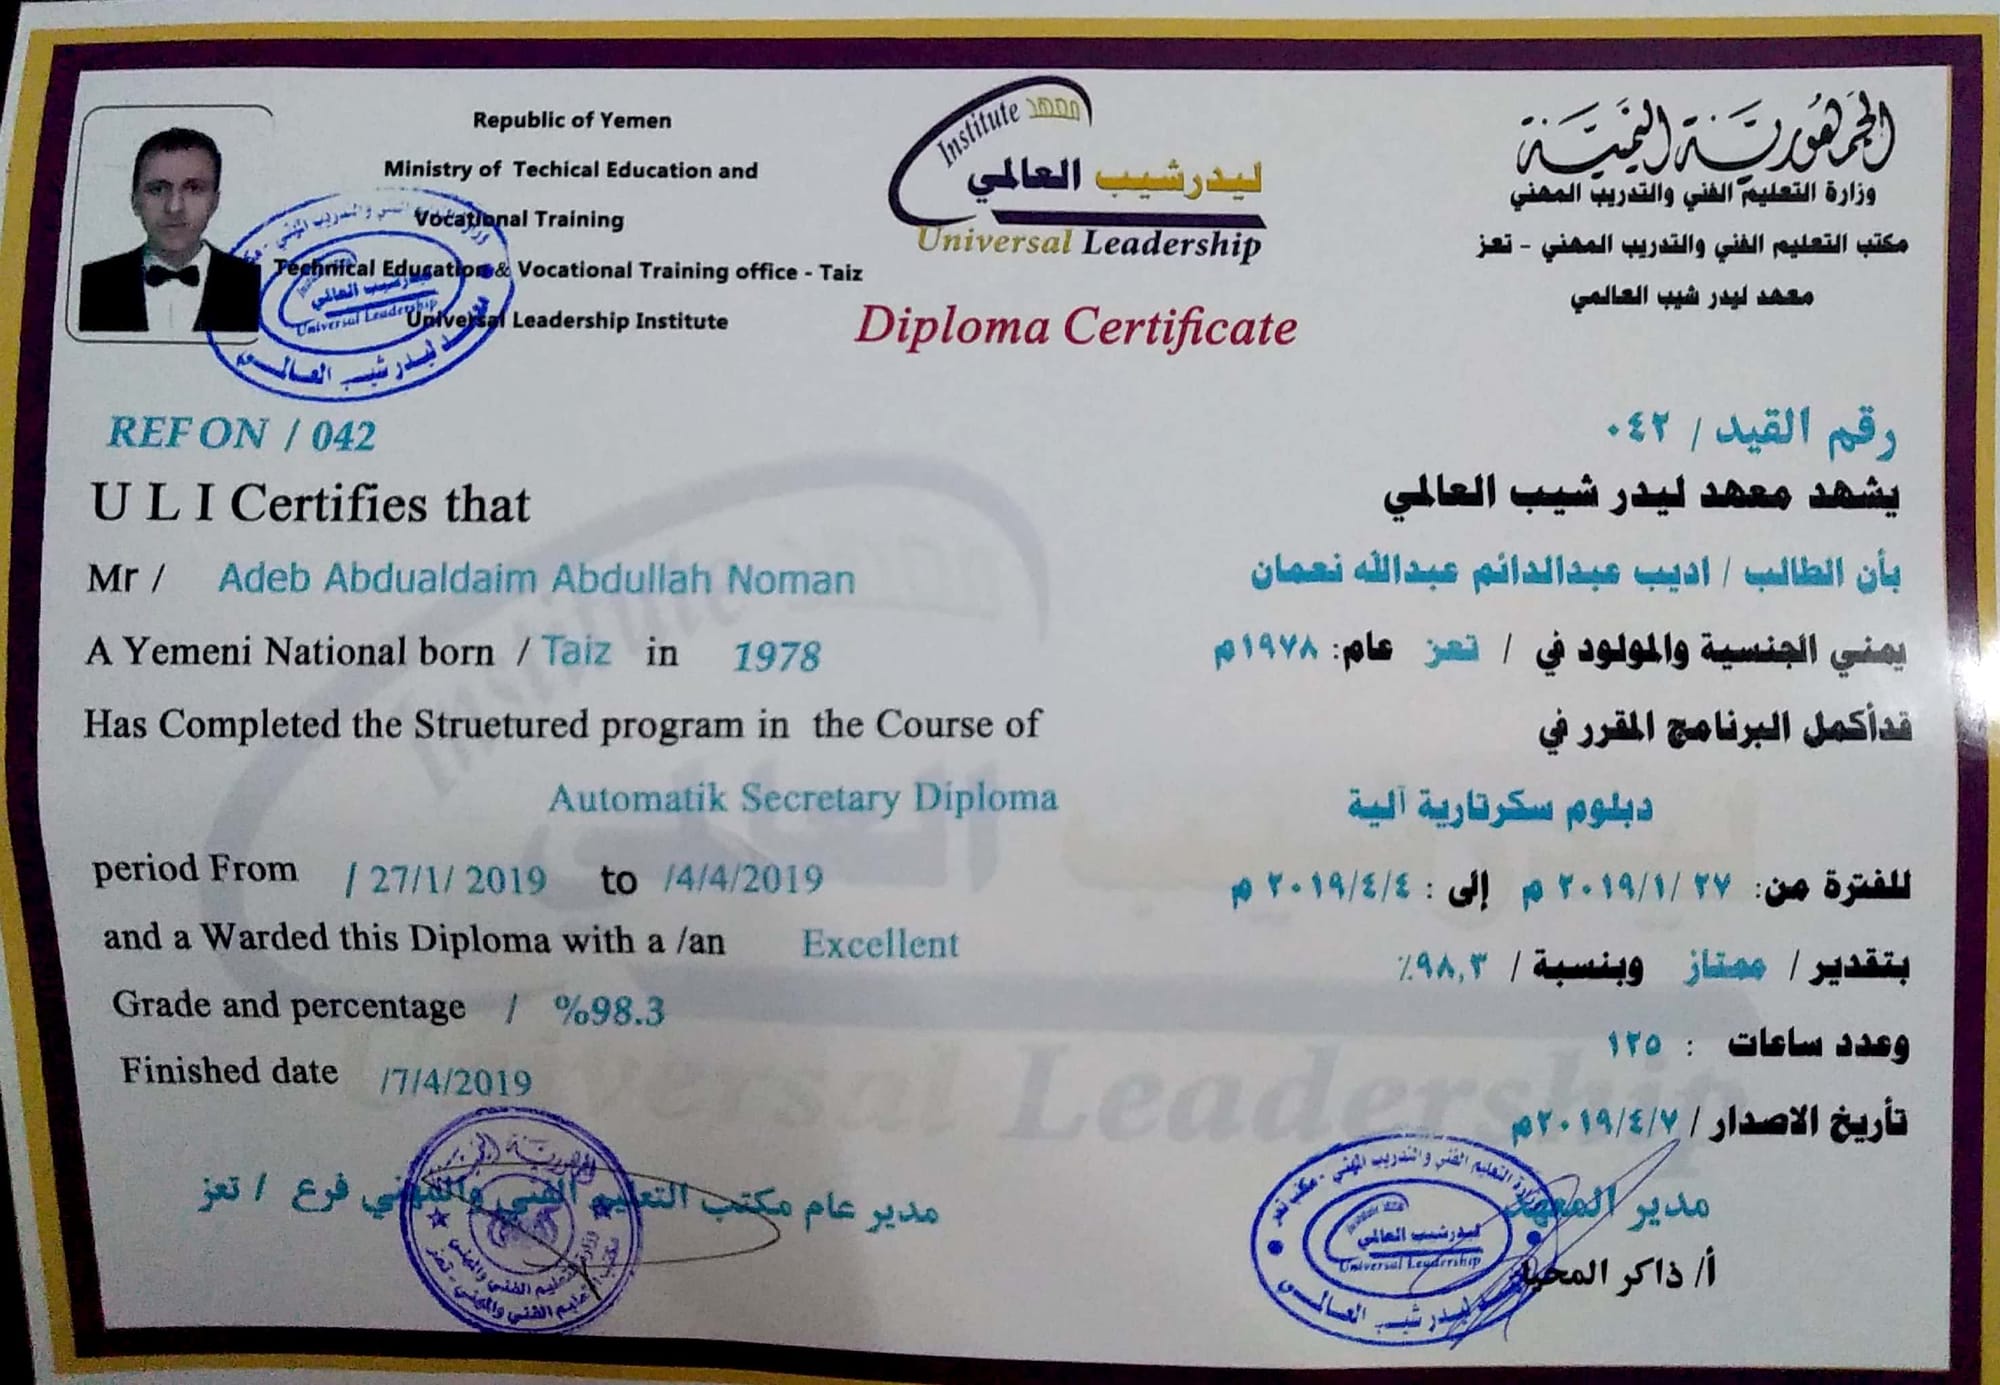 Republic of Yemen
Ministry of Techical Education and
Vocational Training
Technical Education & Vocational Training office - Taiz
Universal Leadership Institute
Institute معهد
ليدرشيب العالمي
Universal Leadership
Diploma Certificate
الجمهورية اليمنية
وزارة التعليم الفني والتدريب المهني
مكتب التعليم الفني والتدريب المهني - تعز
معهد ليدر شيب العالمي
REF ON / 042
U L I Certifies that
Mr / Adeb Abdualdaim Abdullah Noman
A Yemeni National born / Taiz in 1978
Has Completed the Struetured program in the Course of
Automatik Secretary Diploma
period From / 27/1/ 2019 to /4/4/2019
and a Warded this Diploma with a /an Excellent
Grade and percentage / %98.3
Finished date /7/4/2019
رقم القيد / ٠٤٢
يشهد معهد ليدر شيب العالمي
بأن الطالب / اديب عبدالدائم عبدالله نعمان
يمني الجنسية والمولود في / تعز عام: ١٩٧٨م
قدأكمل البرنامج المقرر في
دبلوم سكرتارية آلية
للفترة من: ٢٧ /٢٠١٩/١ م إلى : ٢٠١٩/٤/٤ م
بتقدير / ممتاز وبنسبة / ٩٨,٣٪
وعدد ساعات : ١٢٥
تأريخ الاصدار / ٢٠١٩/٤/٧م
مدير عام مكتب التعليم الفني والمهني فرع / تعز
مدير المعهد
أ/ ذاكر
ليدرشيب العالمي
Universal Leadership
معهد ليدر شيب العالمي